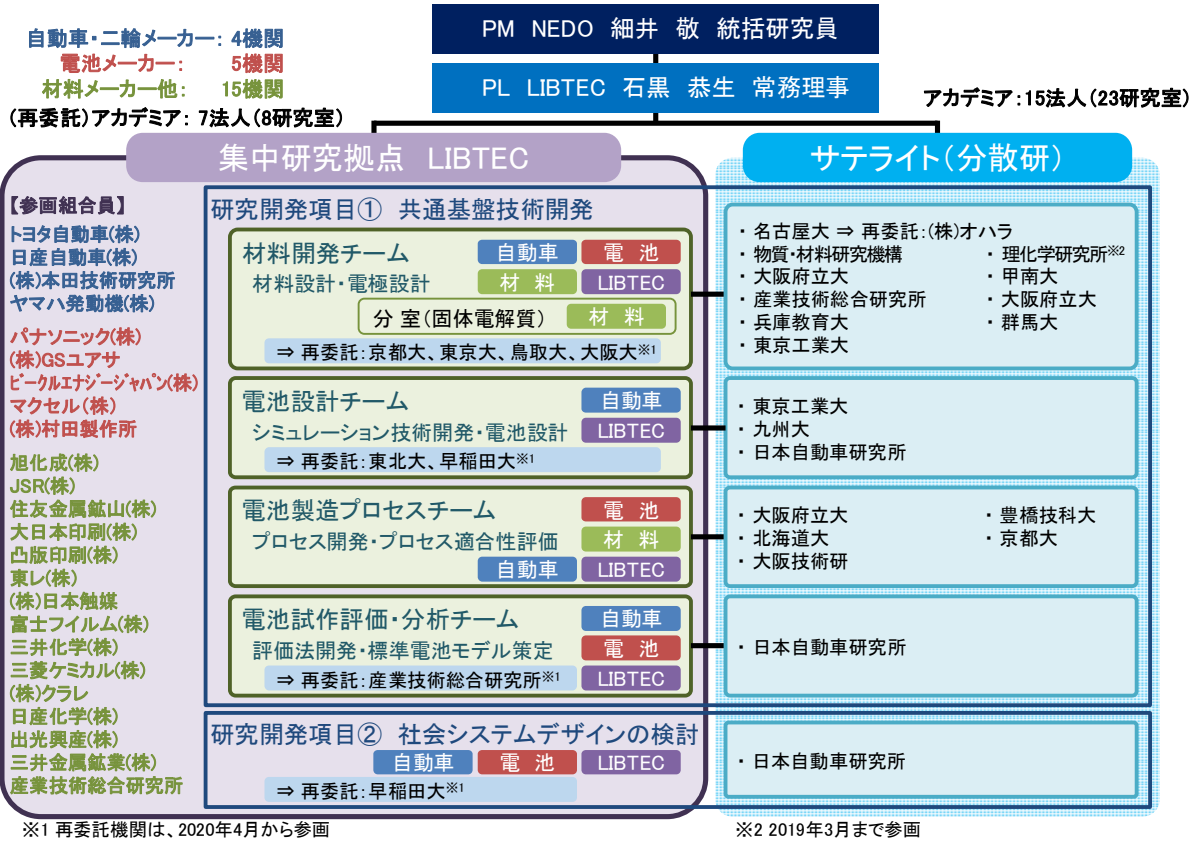 PM NEDO 細井 敬 統括研究員
PL LIBTEC 石黒 恭生 常務理事
自動車・二輪メーカー： 4機関
電池メーカー： 5機関
材料メーカー他： 15機関
(再委託)アカデミア： 7法人(8研究室)
アカデミア：15法人(23研究室)
集中研究拠点 LIBTEC
サテライト(分散研)
【参画組合員】
トヨタ自動車(株)
日産自動車(株)
(株)本田技術研究所
ヤマハ発動機(株)
パナソニック(株)
(株)GSユアサ
ビークルエナジージャパン(株)
マクセル(株)
(株)村田製作所
旭化成(株)
JSR(株)
住友金属鉱山(株)
大日本印刷(株)
凸版印刷(株)
東レ(株)
(株)日本触媒
富士フイルム(株)
三井化学(株)
三菱ケミカル(株)
(株)クラレ
日産化学(株)
出光興産(株)
三井金属鉱業(株)
産業技術総合研究所
研究開発項目① 共通基盤技術開発
材料開発チーム 自動車 電 池
材料設計・電極設計 材 料 LIBTEC
分 室(固体電解質) 材 料
⇒ 再委託：京都大、東京大、鳥取大、大阪大※1
・ 名古屋大 ⇒ 再委託：(株)オハラ
・ 物質・材料研究機構 ・ 理化学研究所※2
・ 大阪府立大 ・ 甲南大
・ 産業技術総合研究所 ・ 大阪府立大
・ 兵庫教育大 ・ 群馬大
・ 東京工業大
電池設計チーム 自動車
シミュレーション技術開発・電池設計 LIBTEC
⇒ 再委託：東北大、早稲田大※1
・ 東京工業大
・ 九州大
・ 日本自動車研究所
電池製造プロセスチーム 電 池
プロセス開発・プロセス適合性評価 材 料
自動車 LIBTEC
・ 大阪府立大 ・ 豊橋技科大
・ 北海道大 ・ 京都大
・ 大阪技術研
電池試作評価・分析チーム 自動車
評価法開発・標準電池モデル策定 電 池
⇒ 再委託：産業技術総合研究所※1 LIBTEC
・ 日本自動車研究所
研究開発項目② 社会システムデザインの検討
自動車 電 池 LIBTEC
⇒ 再委託：早稲田大※1
・ 日本自動車研究所
※1 再委託機関は、2020年4月から参画
※2 2019年3月まで参画